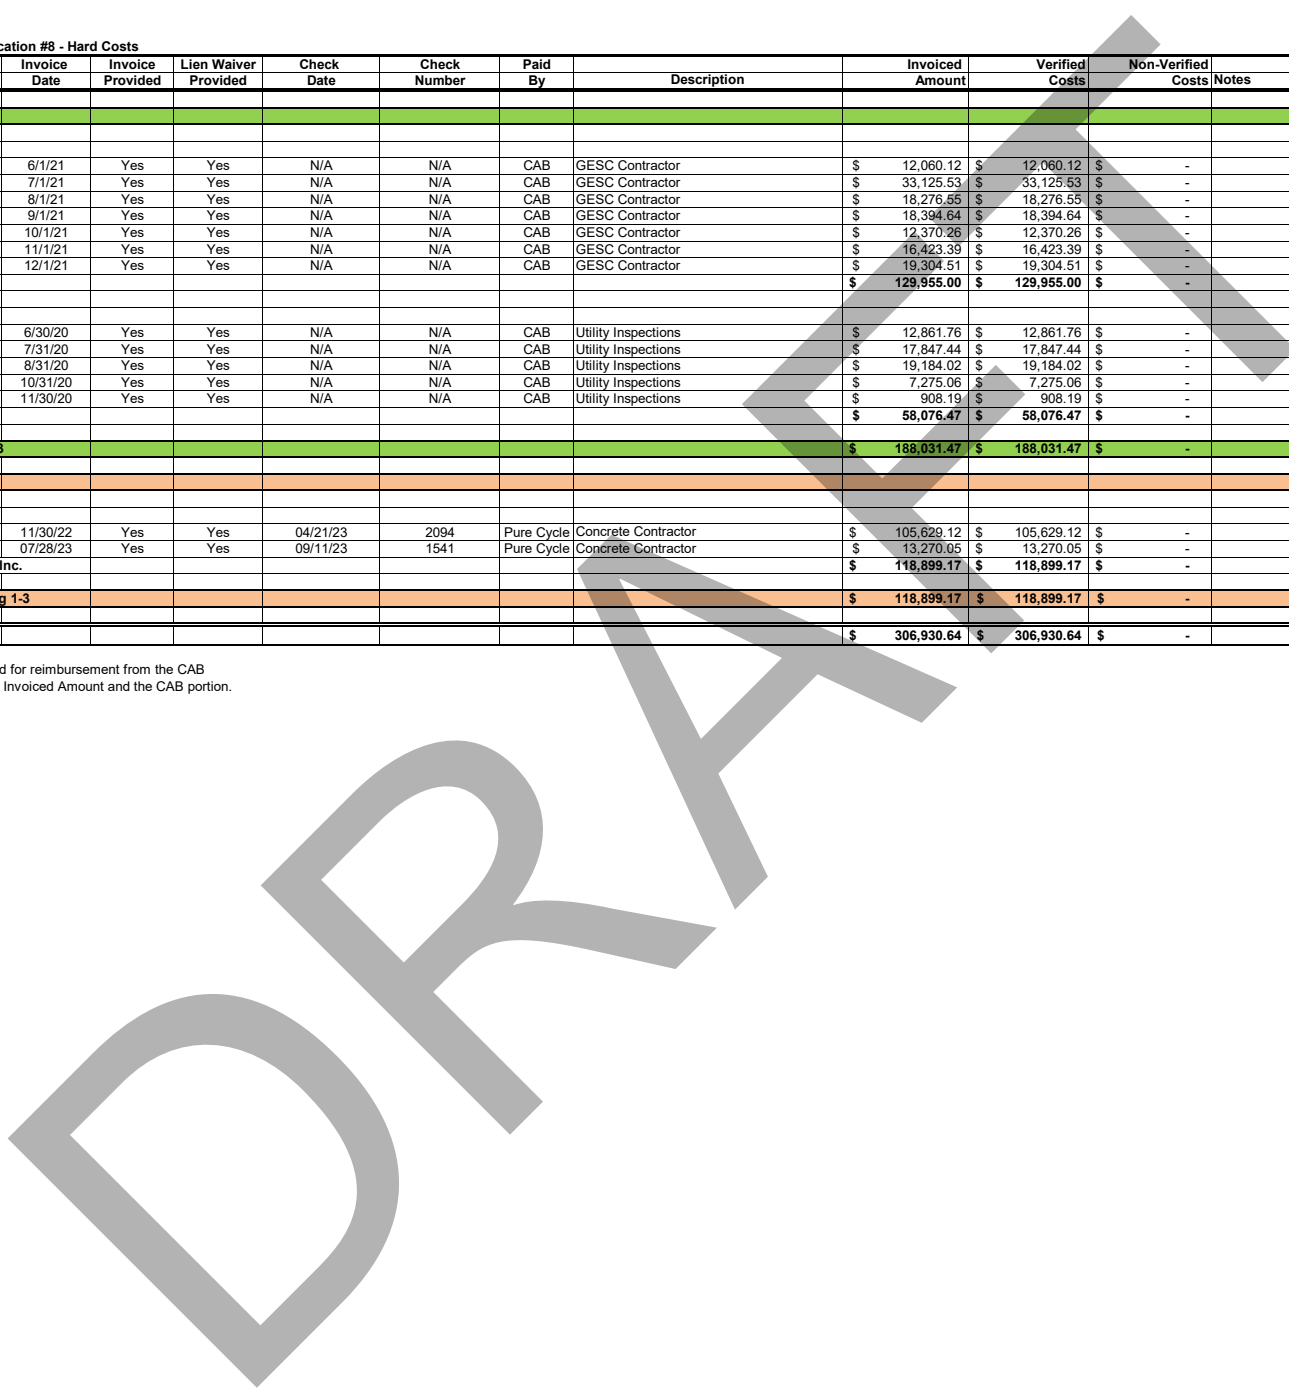 cation #8 - Hard Costs
Invoice Invoice Lien Waiver Check Check Paid Invoiced Verified Non-Verified
Date Provided Provided Date Number By Description Amount Costs Costs Notes
6/1/21 Yes Yes N/A N/A CAB GESC Contractor $ 12,060.12 $ 12,060.12 $ -
7/1/21 Yes Yes N/A N/A CAB GESC Contractor $ 33,125.53 $ 33,125.53 $ -
8/1/21 Yes Yes N/A N/A CAB GESC Contractor $ 18,276.55 $ 18,276.55 $ -
9/1/21 Yes Yes N/A N/A CAB GESC Contractor $ 18,394.64 $ 18,394.64 $ -
10/1/21 Yes Yes N/A N/A CAB GESC Contractor $ 12,370.26 $ 12,370.26 $ -
11/1/21 Yes Yes N/A N/A CAB GESC Contractor $ 16,423.39 $ 16,423.39 $ -
12/1/21 Yes Yes N/A N/A CAB GESC Contractor $ 19,304.51 $ 19,304.51 $ -
$ 129,955.00 $ 129,955.00 $ -
6/30/20 Yes Yes N/A N/A CAB Utility Inspections $ 12,861.76 $ 12,861.76 $ -
7/31/20 Yes Yes N/A N/A CAB Utility Inspections $ 17,847.44 $ 17,847.44 $ -
8/31/20 Yes Yes N/A N/A CAB Utility Inspections $ 19,184.02 $ 19,184.02 $ -
10/31/20 Yes Yes N/A N/A CAB Utility Inspections $ 7,275.06 $ 7,275.06 $ -
11/30/20 Yes Yes N/A N/A CAB Utility Inspections $ 908.19 $ 908.19 $ -
$ 58,076.47 $ 58,076.47 $ -
3 $ 188,031.47 $ 188,031.47 $ -
11/30/22 Yes Yes 04/21/23 2094 Pure Cycle Concrete Contractor $ 105,629.12 $ 105,629.12 $ -
07/28/23 Yes Yes 09/11/23 1541 Pure Cycle Concrete Contractor $ 13,270.05 $ 13,270.05 $ -
Inc. $ 118,899.17 $ 118,899.17 $ -
g 1-3 $ 118,899.17 $ 118,899.17 $ -
$ 306,930.64 $ 306,930.64 $ -
d for reimbursement from the CAB
Invoiced Amount and the CAB portion.
DRAFT